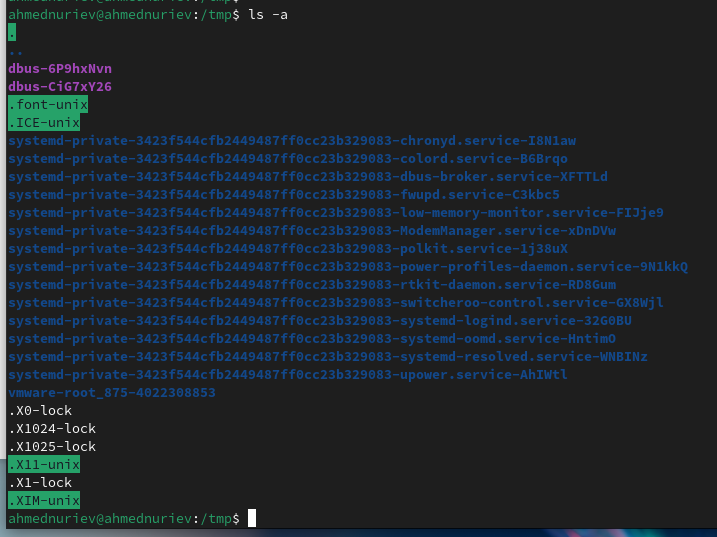 ahmednuriev@ahmednuriev:/tmp$ ls -a
.
..
dbus-6P9hxNvn
dbus-CiG7xY26
.font-unix
.ICE-unix
systemd-private-3423f544cfb2449487ff0cc23b329083-chronyd.service-I8N1aw
systemd-private-3423f544cfb2449487ff0cc23b329083-colord.service-B6Brqo
systemd-private-3423f544cfb2449487ff0cc23b329083-dbus-broker.service-XFTTLd
systemd-private-3423f544cfb2449487ff0cc23b329083-fwupd.service-C3kbc5
systemd-private-3423f544cfb2449487ff0cc23b329083-low-memory-monitor.service-FIJje9
systemd-private-3423f544cfb2449487ff0cc23b329083-ModemManager.service-xDnDVw
systemd-private-3423f544cfb2449487ff0cc23b329083-polkit.service-1j38uX
systemd-private-3423f544cfb2449487ff0cc23b329083-power-profiles-daemon.service-9N1kkQ
systemd-private-3423f544cfb2449487ff0cc23b329083-rtkit-daemon.service-RD8Gum
systemd-private-3423f544cfb2449487ff0cc23b329083-switcheroo-control.service-GX8Wjl
systemd-private-3423f544cfb2449487ff0cc23b329083-systemd-logind.service-32G0BU
systemd-private-3423f544cfb2449487ff0cc23b329083-systemd-oomd.service-HntimO
systemd-private-3423f544cfb2449487ff0cc23b329083-systemd-resolved.service-WNBINz
systemd-private-3423f544cfb2449487ff0cc23b329083-upower.service-AhIWtl
vmware-root_875-4022308853
.X0-lock
.X1024-lock
.X1025-lock
.X11-unix
.X1-lock
.XIM-unix
ahmednuriev@ahmednuriev:/tmp$